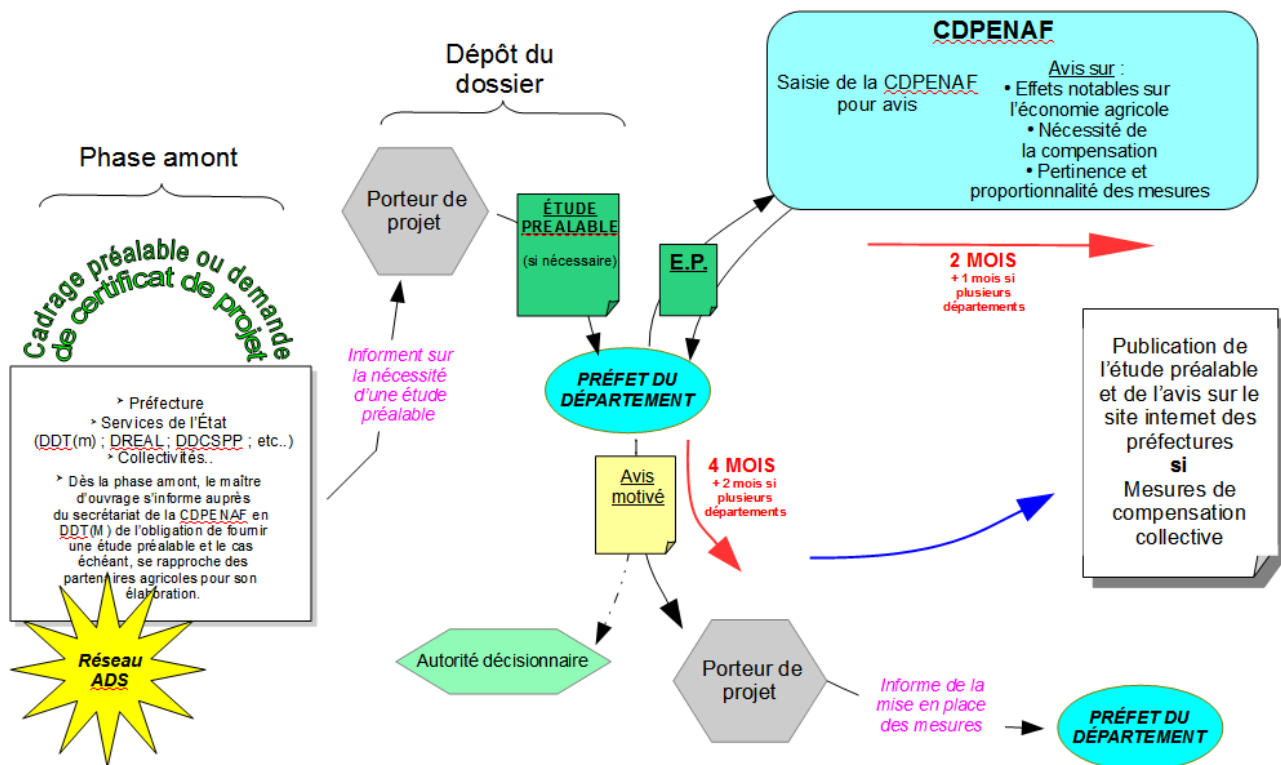 Phase amont
Cadrage préalable ou demande
de certificat de projet
Préfecture
Services de l'État
(DDT(m) ; DREAL ; DDCSPP ; etc..)
Collectivités..
Dès la phase amont, le maître
d'ouvrage s'informe auprès
du secrétariat de la CDPENAF en
DDT(M ) de l'obligation de fournir
une étude préalable et le cas
échéant, se rapproche des
partenaires agricoles pour son
élaboration.
Réseau
ADS
Dépôt du
dossier
Porteur de
projet
Informent sur
la nécessité
d'une étude
préalable
ÉTUDE
PREALABLE
(si nécessaire)
E.P.
PRÉFET DU
DÉPARTEMENT
CDPENAF
Saisie de la CDPENAF
pour avis
Avis sur :
• Effets notables sur
l'économie agricole
• Nécessité de
la compensation
• Pertinence et
proportionnalité des mesures
2 MOIS
+ 1 mois si
plusieurs
départements
Avis
motivé
4 MOIS
+ 2 mois si
plusieurs
départements
Publication de
l'étude préalable
et de l'avis sur le
site internet des
préfectures
si
Mesures de
compensation
collective
Autorité décisionnaire
Porteur de
projet
Informe de la
mise en place
des mesures
PRÉFET DU
DÉPARTEMENT